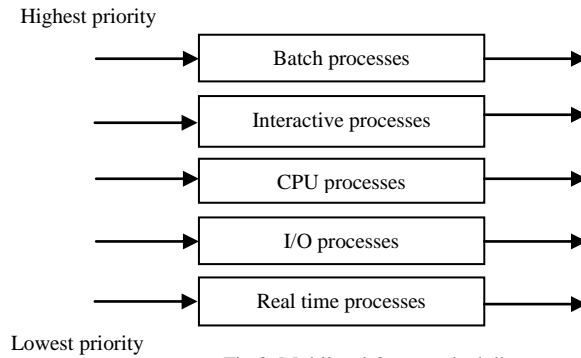 Highest priority
Batch processes
Interactive processes
CPU processes
I/O processes
Real time processes
Lowest priority